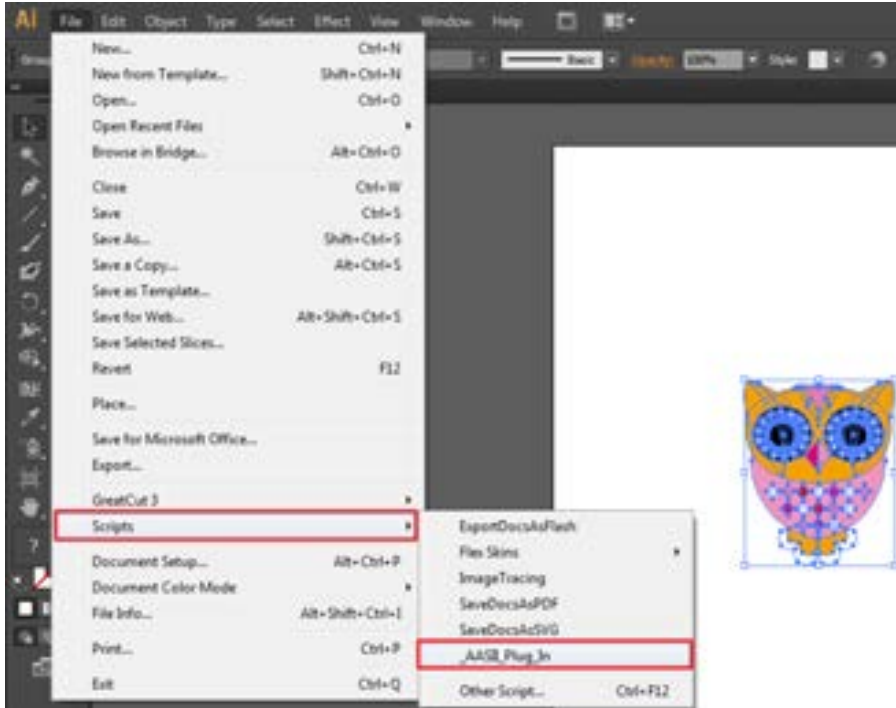 Ai File Edit Object Type Select Effect View Window Help
Basic Opacity: 100% Style:
New... Ctrl+N
New from Template... Shift+Ctrl+N
Open... Ctrl+O
Open Recent Files
Browse in Bridge... Alt+Ctrl+O
Close Ctrl+W
Save Ctrl+S
Save As... Shift+Ctrl+S
Save a Copy... Alt+Ctrl+S
Save as Template...
Save for Web... Alt+Shift+Ctrl+S
Save Selected Slices...
Revert F12
Place...
Save for Microsoft Office...
Export...
GreatCut 3
Scripts
Document Setup... Alt+Ctrl+P
Document Color Mode
File Info... Alt+Shift+Ctrl+I
Print... Ctrl+P
Exit Ctrl+Q
ExportDocsAsFlash
Flex Skins
ImageTracing
SaveDocsAsPDF
SaveDocsAsSVG
_AASB_Plug_In
Other Script... Ctrl+F12